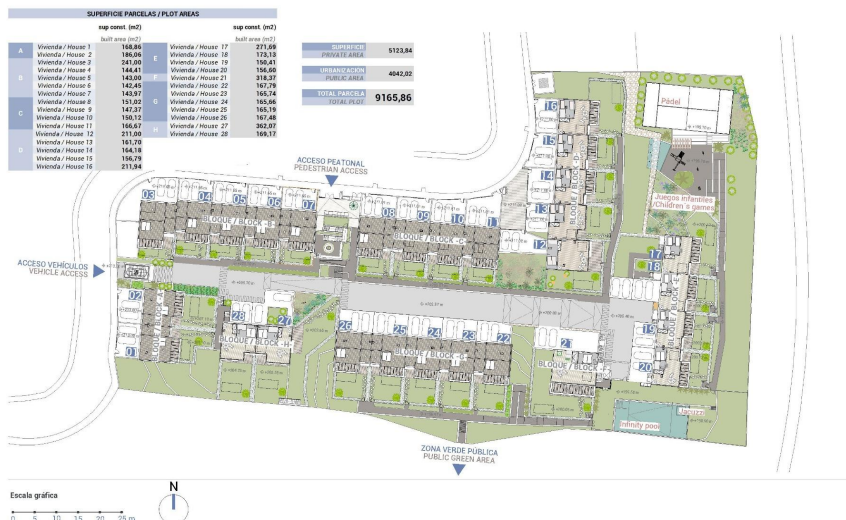 SUPERFICIE PARCELAS / PLOT AREAS
sup const. (m2)
built area (m2)
A
Vivienda / House 1 168,86
Vivienda / House 2 186,06
B
Vivienda / House 3 241,00
Vivienda / House 4 144,41
Vivienda / House 5 143,00
Vivienda / House 6 142,45
Vivienda / House 7 143,97
C
Vivienda / House 8 151,02
Vivienda / House 9 147,37
Vivienda / House 10 150,12
Vivienda / House 11 166,67
D
Vivienda / House 12 211,00
Vivienda / House 13 161,70
Vivienda / House 14 164,18
Vivienda / House 15 156,79
Vivienda / House 16 211,94
sup const. (m2)
built area (m2)
E
Vivienda / House 17 271,69
Vivienda / House 18 173,13
Vivienda / House 19 150,41
Vivienda / House 20 156,60
F
Vivienda / House 21 318,37
G
Vivienda / House 22 167,79
Vivienda / House 23 165,74
Vivienda / House 24 165,66
Vivienda / House 25 165,19
Vivienda / House 26 167,48
H
Vivienda / House 27 362,07
Vivienda / House 28 169,17
SUPERFICIE
PRIVATE AREA
5123,84
URBANIZACIÓN
PUBLIC AREA
4042,02
TOTAL PARCELA
TOTAL PLOT
9165,86
ACCESO PEATONAL
PEDESTRIAN ACCESS
ACCESO VEHÍCULOS
VEHICLE ACCESS
03
04
05
06
07
BLOQUE / BLOCK -B-
08
09
10
11
BLOQUE / BLOCK -C-
12
13
14
15
16
BLOQUE / BLOCK -D-
Pádel
Juegos infantiles
/Children´s games
17
18
19
20
BLOQUE / BLOCK -E-
21
BLOQUE / BLOCK
22
23
24
25
26
BLOQUE / BLOCK -G-
27
28
BLOQUE / BLOCK -H-
02
01
BLOQUE / BLOCK -A-
Jacuzzi
Infinity pool
ZONA VERDE PÚBLICA
PUBLIC GREEN AREA
Escala gráfica
0 5 10 15 20 25 m
N